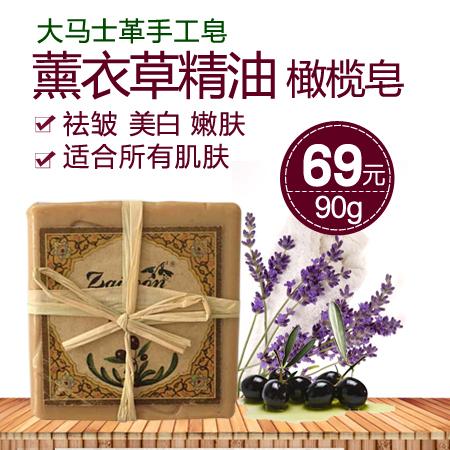 大马士革手工皂
薰衣草精油 橄榄皂
祛皱 美白 嫩肤
适合所有肌肤
69元
90g